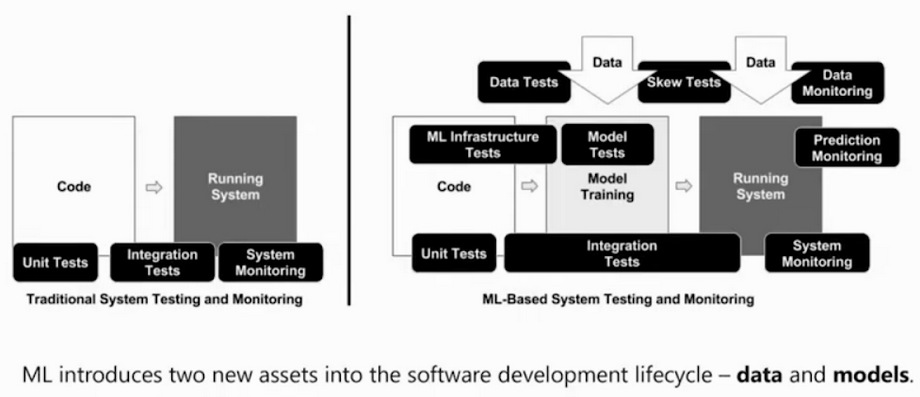 Code
Running
System
Unit Tests
Integration
Tests
System
Monitoring
Traditional System Testing and Monitoring
Data
Data
Data Tests
Skew Tests
Data
Monitoring
ML Infrastructure
Tests
Model
Tests
Prediction
Monitoring
Code
Model
Training
Running
System
Unit Tests
Integration
Tests
System
Monitoring
ML-Based System Testing and Monitoring
ML introduces two new assets into the software development lifecycle – data and models.